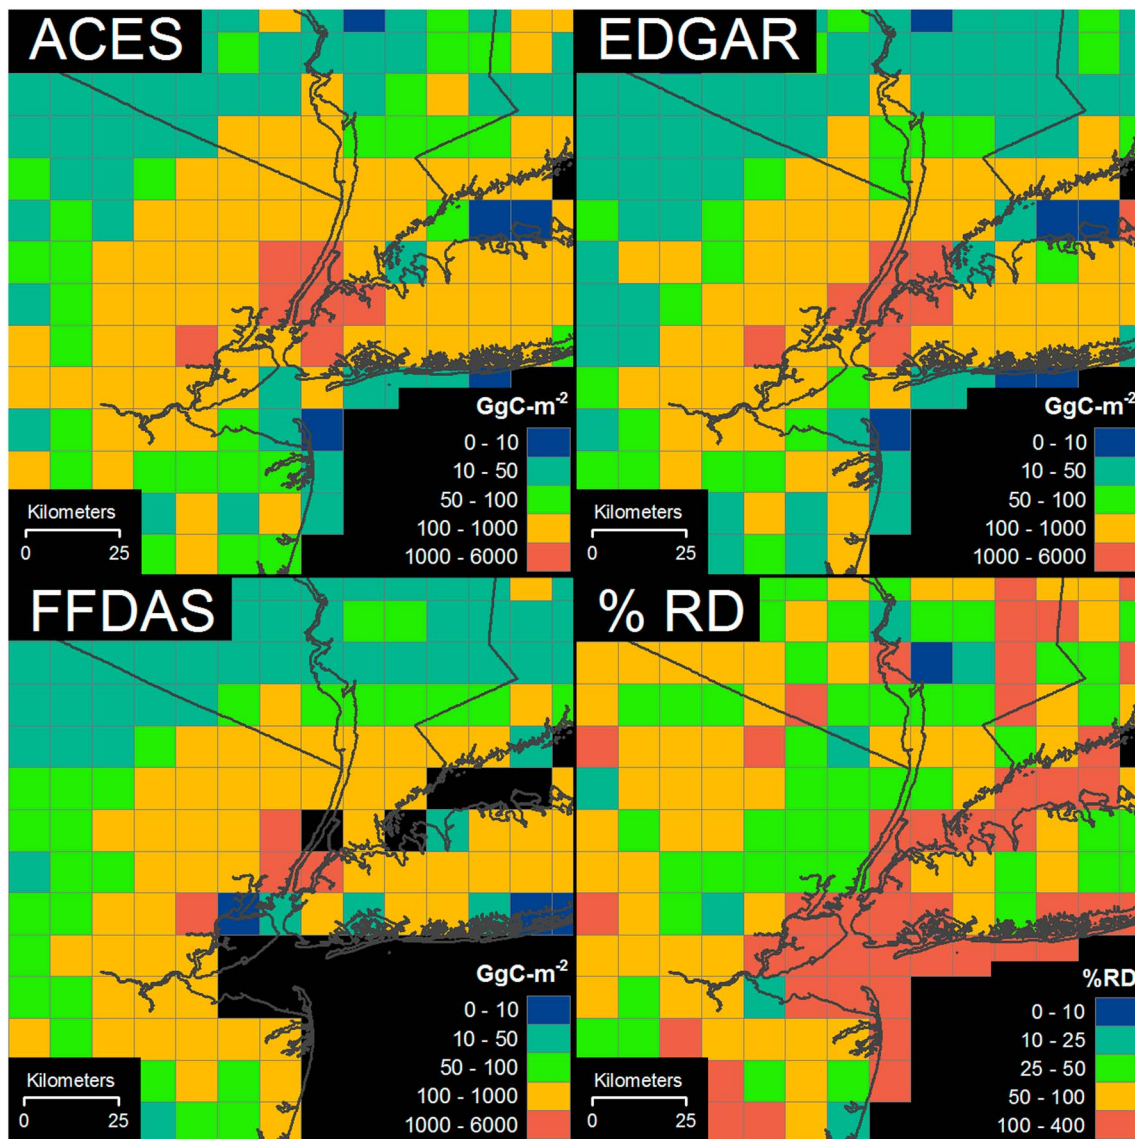 ACES
GgC-m⁻²
0 - 10
10 - 50
50 - 100
100 - 1000
1000 - 6000
Kilometers
0 25
EDGAR
GgC-m⁻²
0 - 10
10 - 50
50 - 100
100 - 1000
1000 - 6000
Kilometers
0 25
FFDAS
GgC-m⁻²
0 - 10
10 - 50
50 - 100
100 - 1000
1000 - 6000
Kilometers
0 25
% RD
%RD
0 - 10
10 - 25
25 - 50
50 - 100
100 - 400
Kilometers
0 25